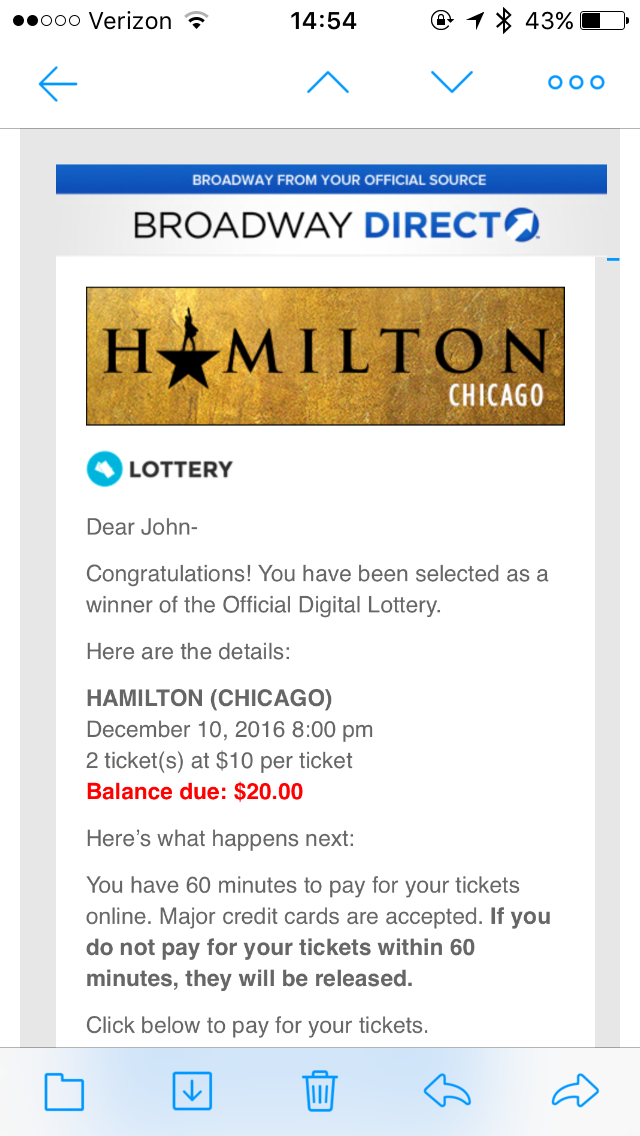 Verizon 14:54 43%
BROADWAY FROM YOUR OFFICIAL SOURCE
BROADWAY DIRECT
HAMILTON
CHICAGO
LOTTERY
Dear John-
Congratulations! You have been selected as a
winner of the Official Digital Lottery.
Here are the details:
HAMILTON (CHICAGO)
December 10, 2016 8:00 pm
2 ticket(s) at $10 per ticket
Balance due: $20.00
Here’s what happens next:
You have 60 minutes to pay for your tickets
online. Major credit cards are accepted. If you
do not pay for your tickets within 60
minutes, they will be released.
Click below to pay for your tickets.